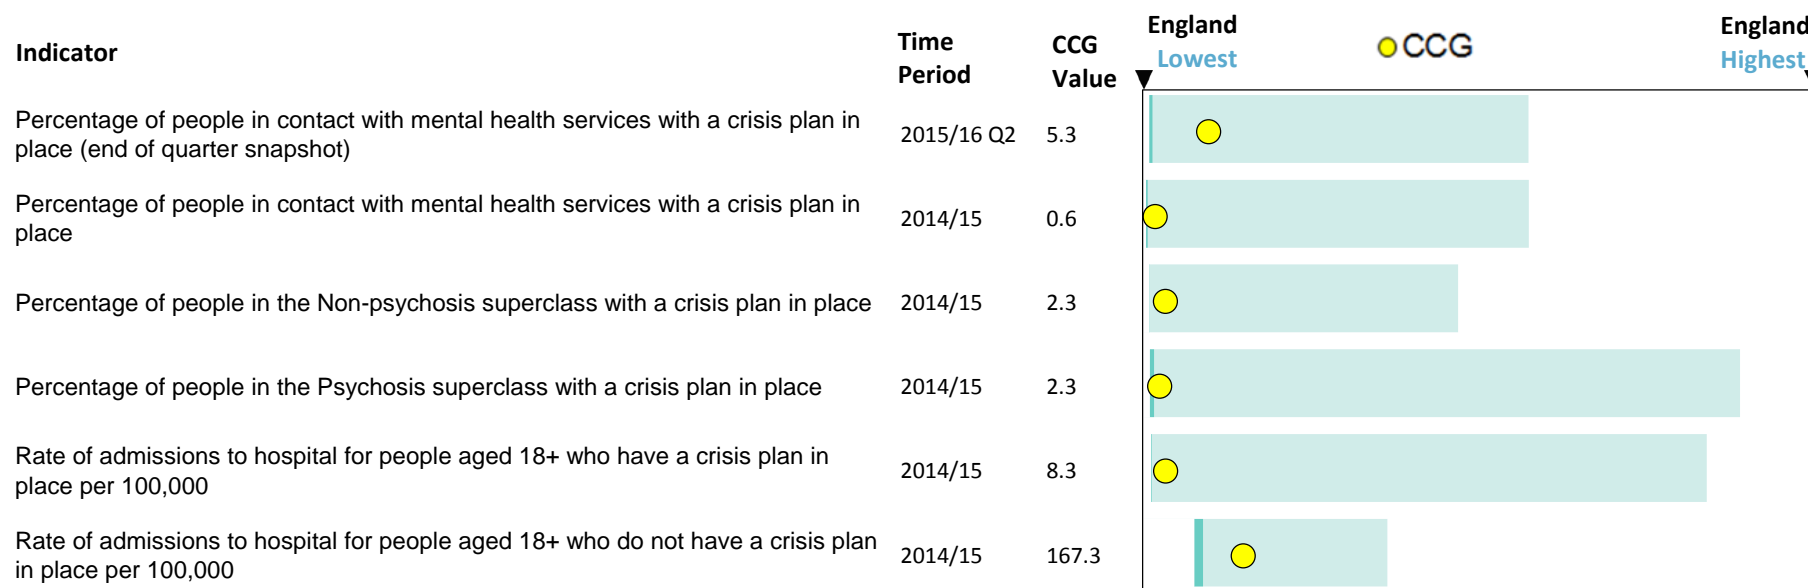 Indicator
Time
Period
CCG
Value
England
Lowest
CCG
England
Highest
Percentage of people in contact with mental health services with a crisis plan in
place (end of quarter snapshot)
2015/16 Q2
5.3
Percentage of people in contact with mental health services with a crisis plan in
place
2014/15
0.6
Percentage of people in the Non-psychosis superclass with a crisis plan in place
2014/15
2.3
Percentage of people in the Psychosis superclass with a crisis plan in place
2014/15
2.3
Rate of admissions to hospital for people aged 18+ who have a crisis plan in
place per 100,000
2014/15
8.3
Rate of admissions to hospital for people aged 18+ who do not have a crisis plan
in place per 100,000
2014/15
167.3